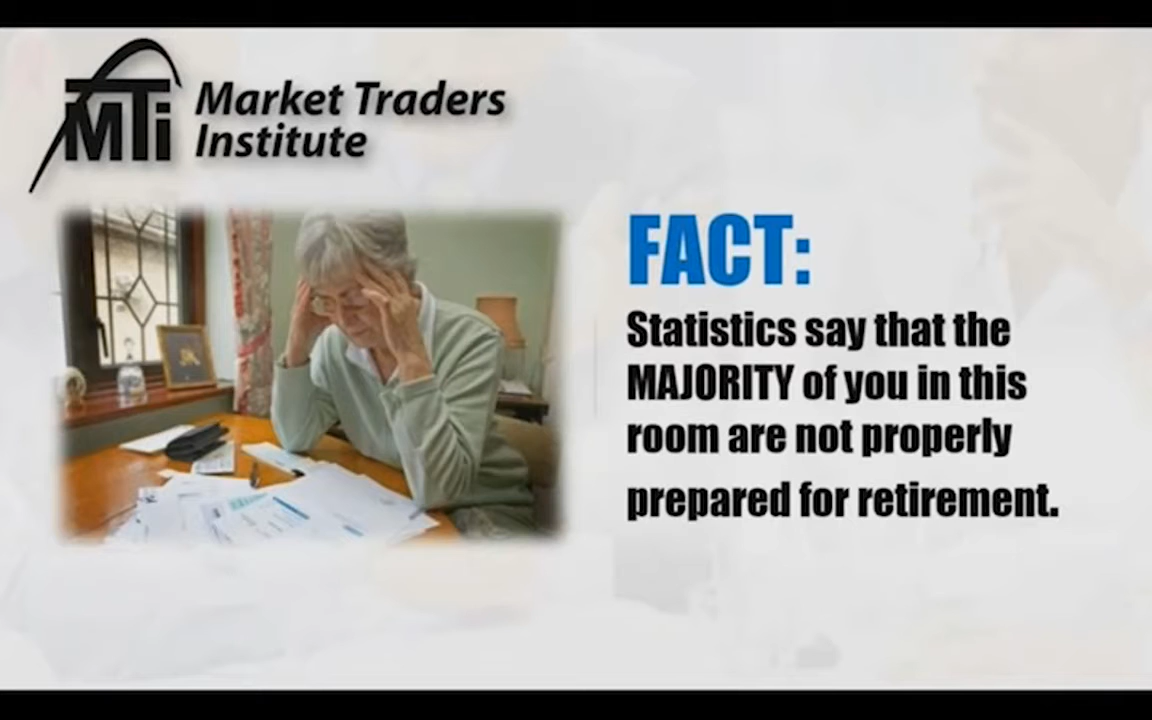 MTi
Market Traders
Institute
FACT:
Statistics say that the
MAJORITY of you in this
room are not properly
prepared for retirement.